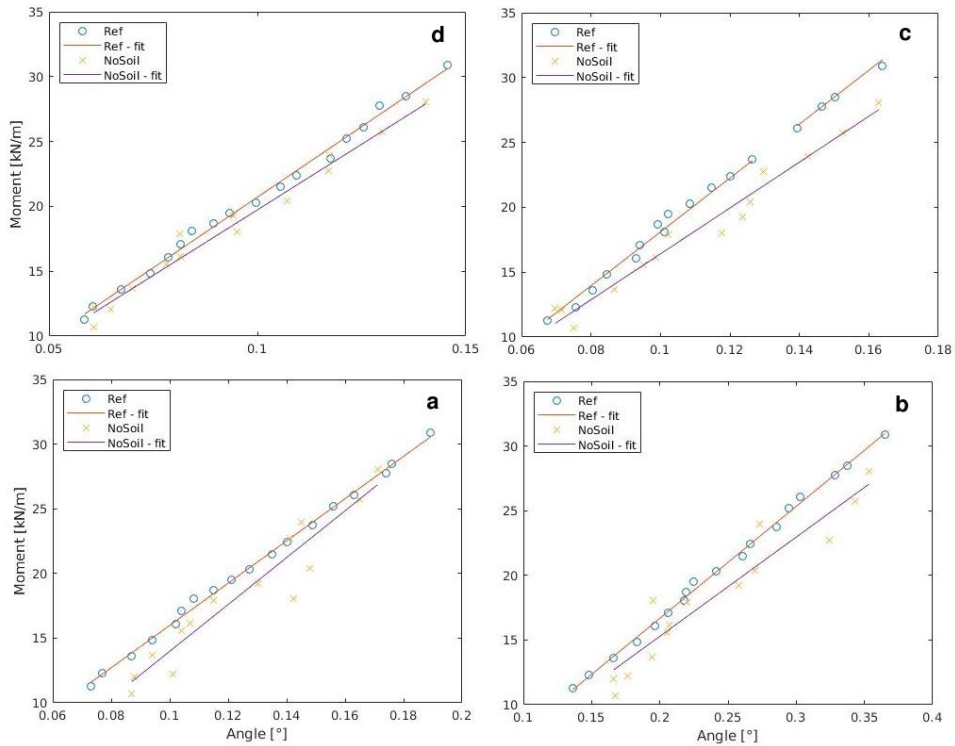 35
30
25
20
15
10
Moment [kN/m]
0.05
0.1
0.15
Ref
Ref - fit
NoSoil
NoSoil - fit
d
35
30
25
20
15
10
0.06
0.08
0.1
0.12
0.14
0.16
0.18
Ref
Ref - fit
NoSoil
NoSoil - fit
c
35
30
25
20
15
10
Moment [kN/m]
0.06
0.08
0.1
0.12
0.14
0.16
0.18
0.2
Angle [°]
Ref
Ref - fit
NoSoil
NoSoil - fit
a
35
30
25
20
15
10
0.1
0.15
0.2
0.25
0.3
0.35
0.4
Angle [°]
Ref
Ref - fit
NoSoil
NoSoil - fit
b